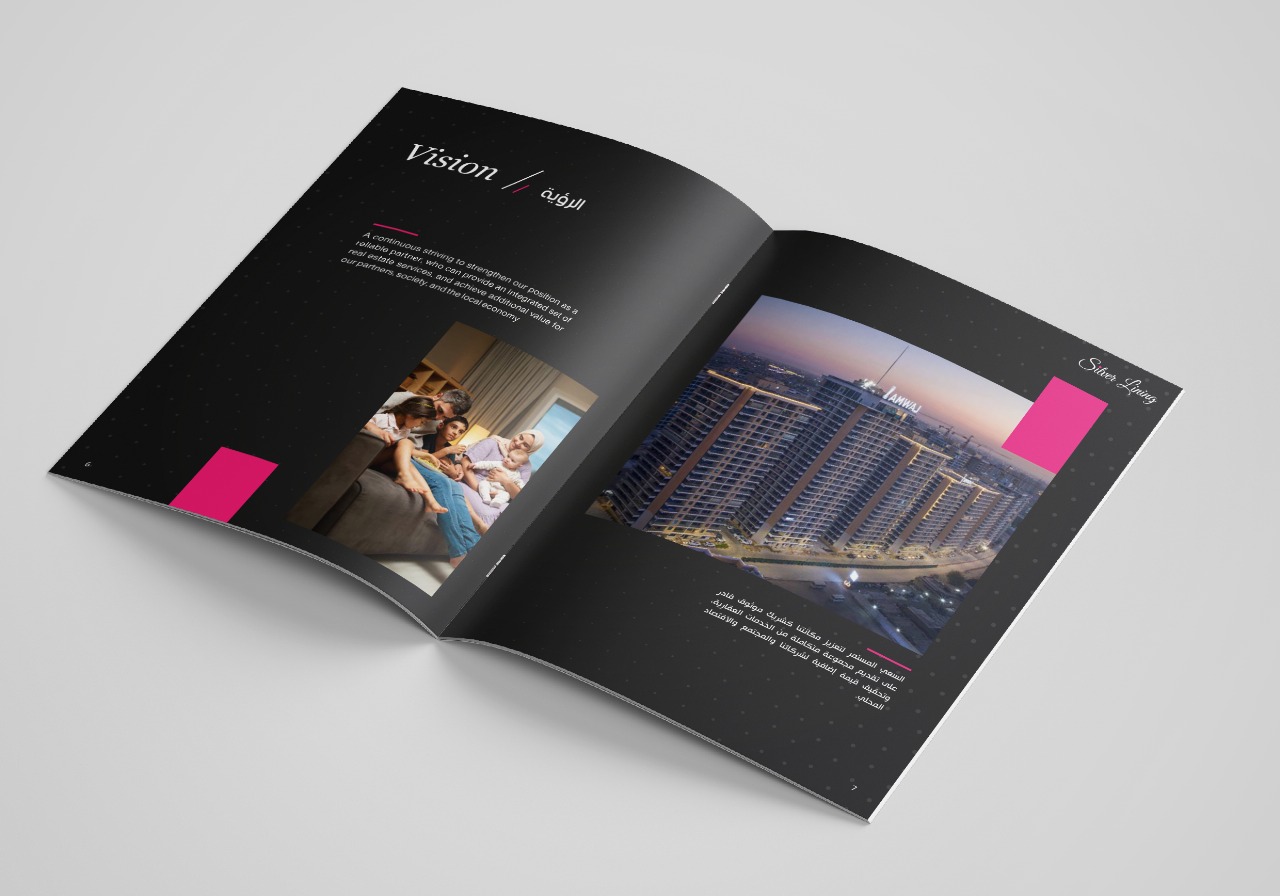 Vision // الرؤية
A continuous striving to strengthen our position as a
reliable partner, who can provide an integrated set of
real estate services, and achieve additional value for
our partners, society, and the local economy
6
Silver Lining
AMWAJ
السعي المستمر لتعزيز مكانتنا كشريك موثوق قادر
على تقديم مجموعة متكاملة من الخدمات العقارية،
وتحقيق قيمة إضافية لشركائنا والمجتمع والاقتصاد
المحلي.
7